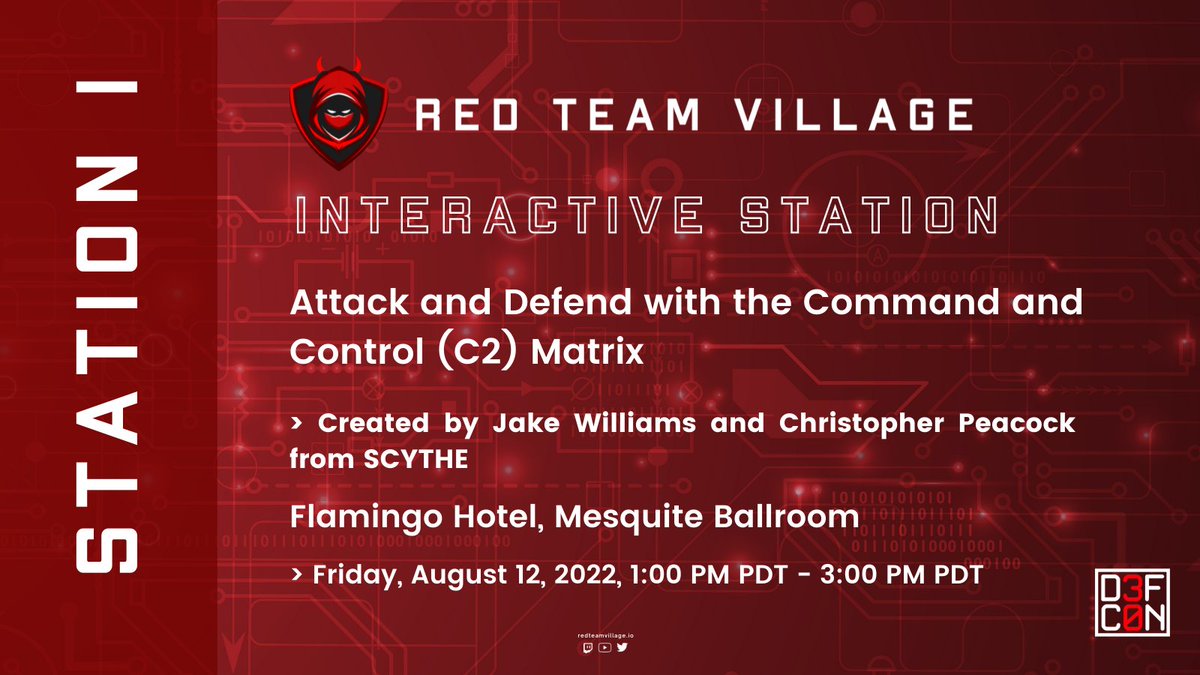 STATION I
RED TEAM VILLAGE
INTERACTIVE STATION
Attack and Defend with the Command and
Control (C2) Matrix
> Created by Jake Williams and Christopher Peacock
from SCYTHE
Flamingo Hotel, Mesquite Ballroom
> Friday, August 12, 2022, 1:00 PM PDT - 3:00 PM PDT
redteamvillage.io
D3F
C0N